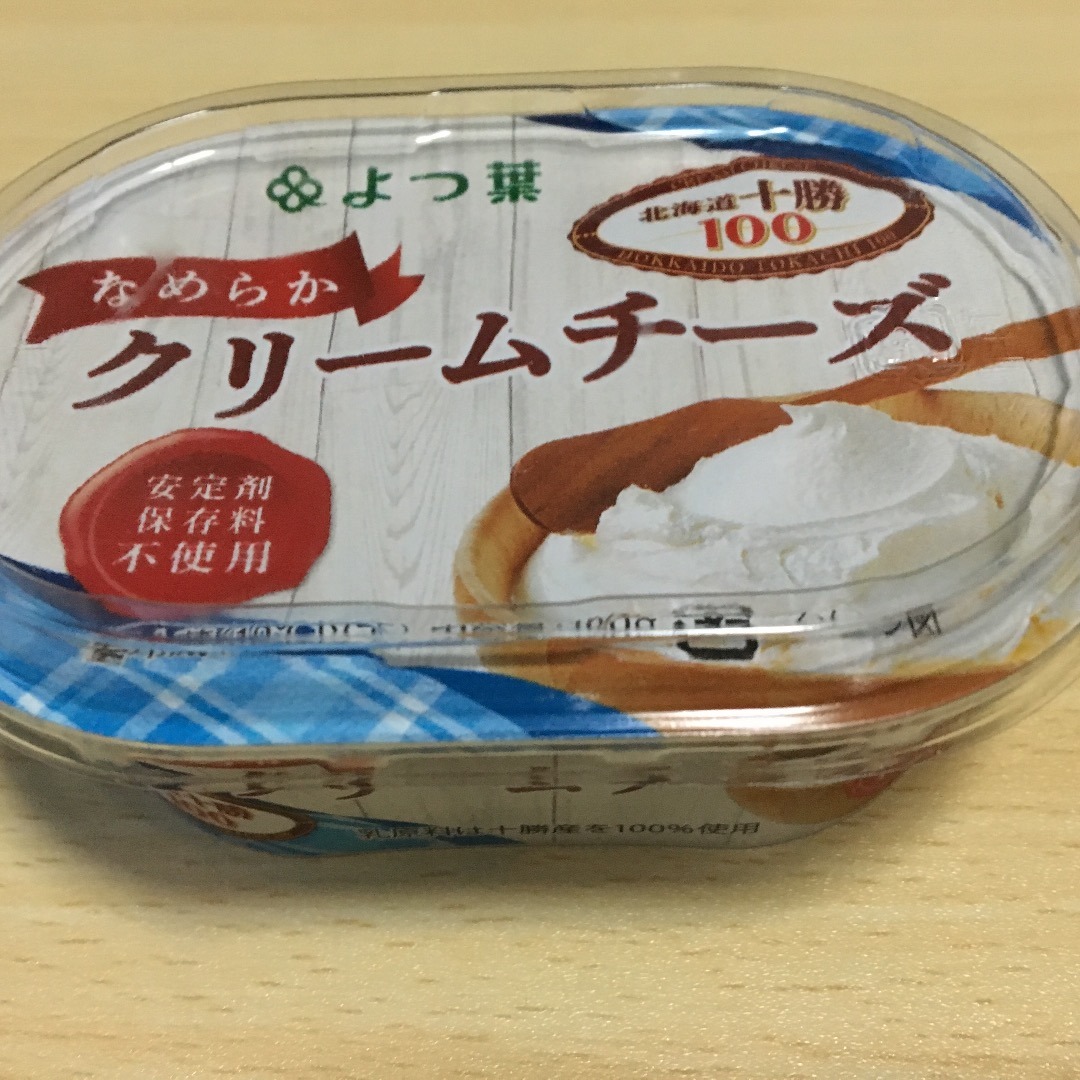 よつ葉
北海道十勝
100
HOKKAIDO TOKACHI 100
なめらか
クリームチーズ
安定剤
保存料
不使用
乳原料は十勝産を100%使用